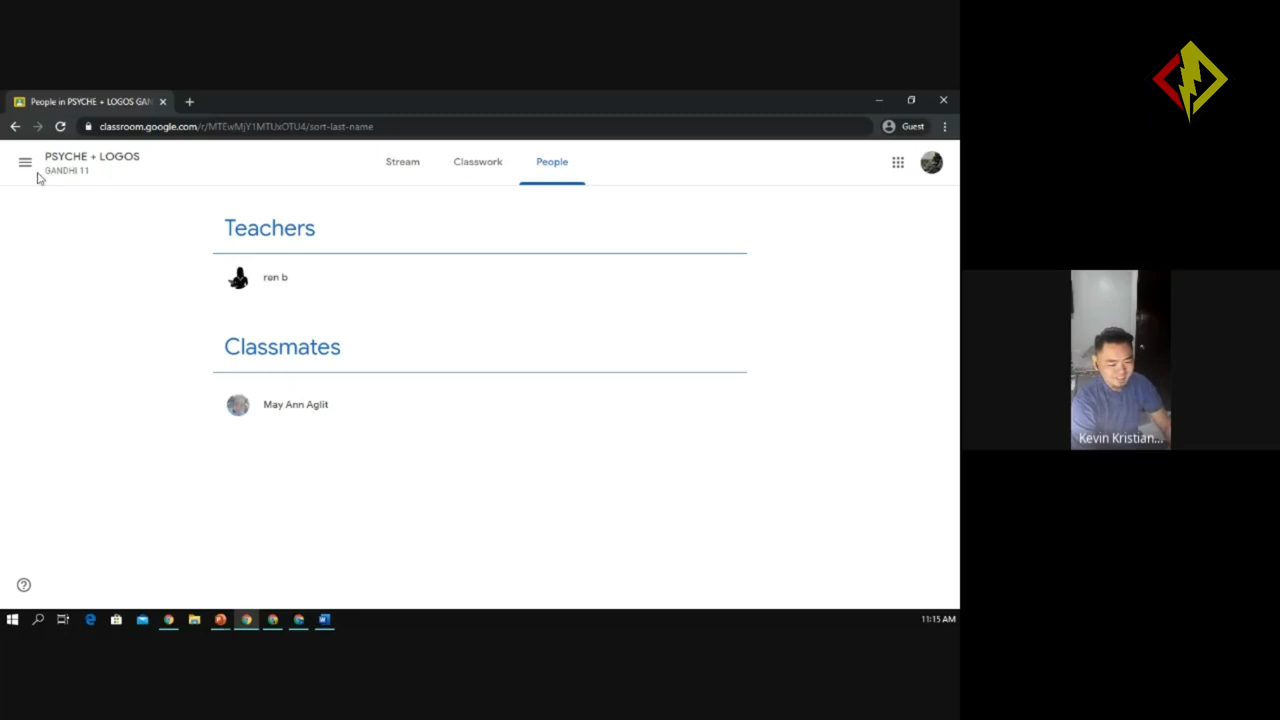 People in PSYCHE + LOGOS GAN
classroom.google.com/r/MTEwMjY1MTUxOTU4/sort-last-name
Guest
PSYCHE + LOGOS
GANDHI 11
Stream
Classwork
People
Teachers
ren b
Classmates
May Ann Aglit
Kevin Kristian...
11:15 AM